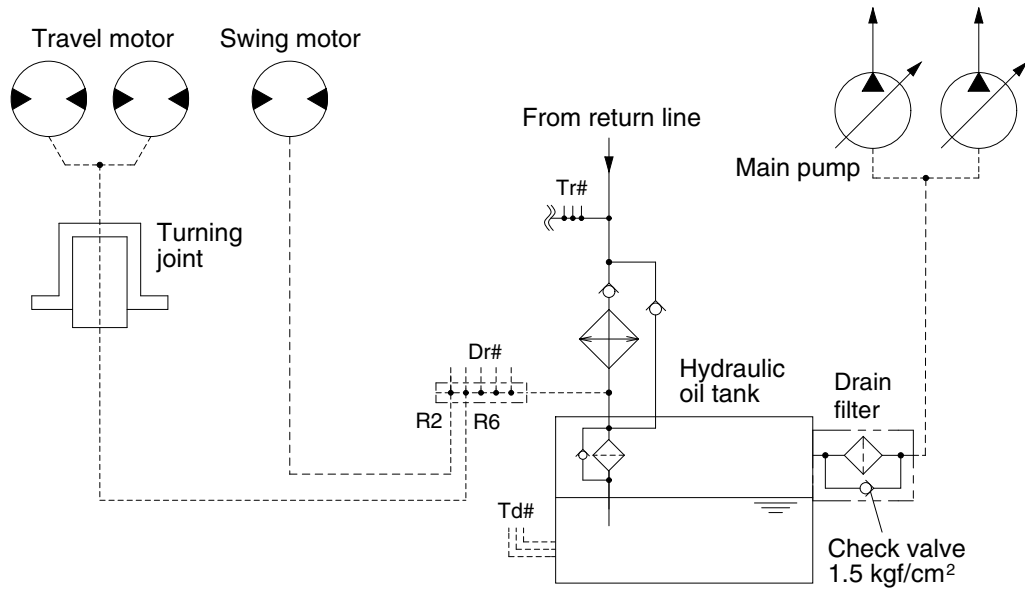 Travel motor
Swing motor
From return line
Main pump
Tr#
Turning
joint
Dr#
Hydraulic
oil tank
Drain
filter
R2
R6
Td#
Check valve
1.5 kgf/cm²